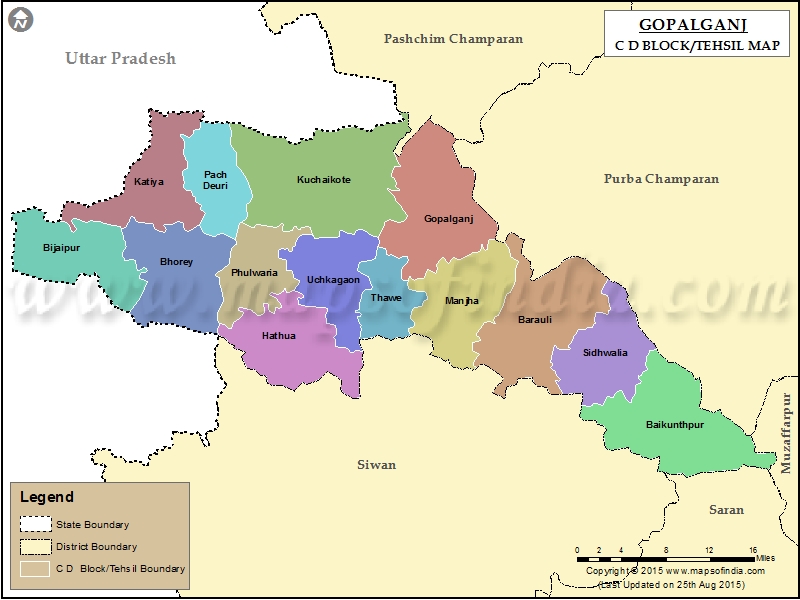 N
GOPALGANJ
C D BLOCK/TEHSIL MAP
Uttar Pradesh
Pashchim Champaran
Purba Champaran
Katiya
Pach
Deuri
Kuchaikote
Gopalganj
Bijaipur
Bhorey
Phulwaria
Uchkagaon
Thawe
Manjha
Barauli
Hathua
Sidhwalia
Baikunthpur
www.mapsofindia.com
Siwan
Muzaffarpur
Saran
Legend
State Boundary
District Boundary
C D Block/Tehsil Boundary
0 2 4 8 12 16
Miles
Copyright © 2015 www.mapsofindia.com
(Last Updated on 25th Aug 2015)